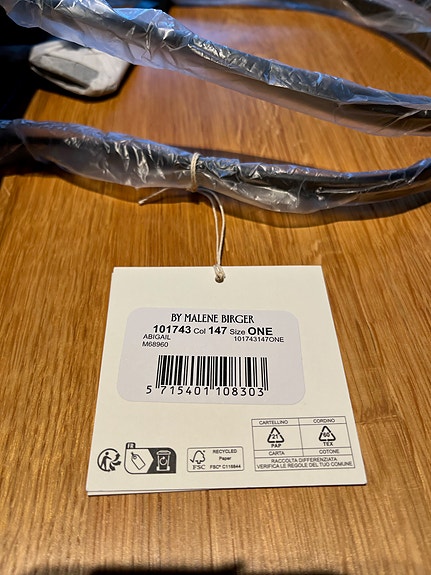 BY MALENE BIRGER
101743 Col 147 Size ONE
ABIGAIL 101743147ONE
M68960
5 715401 108303
FR
FSC
RECYCLED
Paper
FSC® C118844
CARTELLINO CORDINO
21 60
PAP TEX
CARTA COTONE
RACCOLTA DIFFERENZIATA
VERIFICA LE REGOLE DEL TUO COMUNE